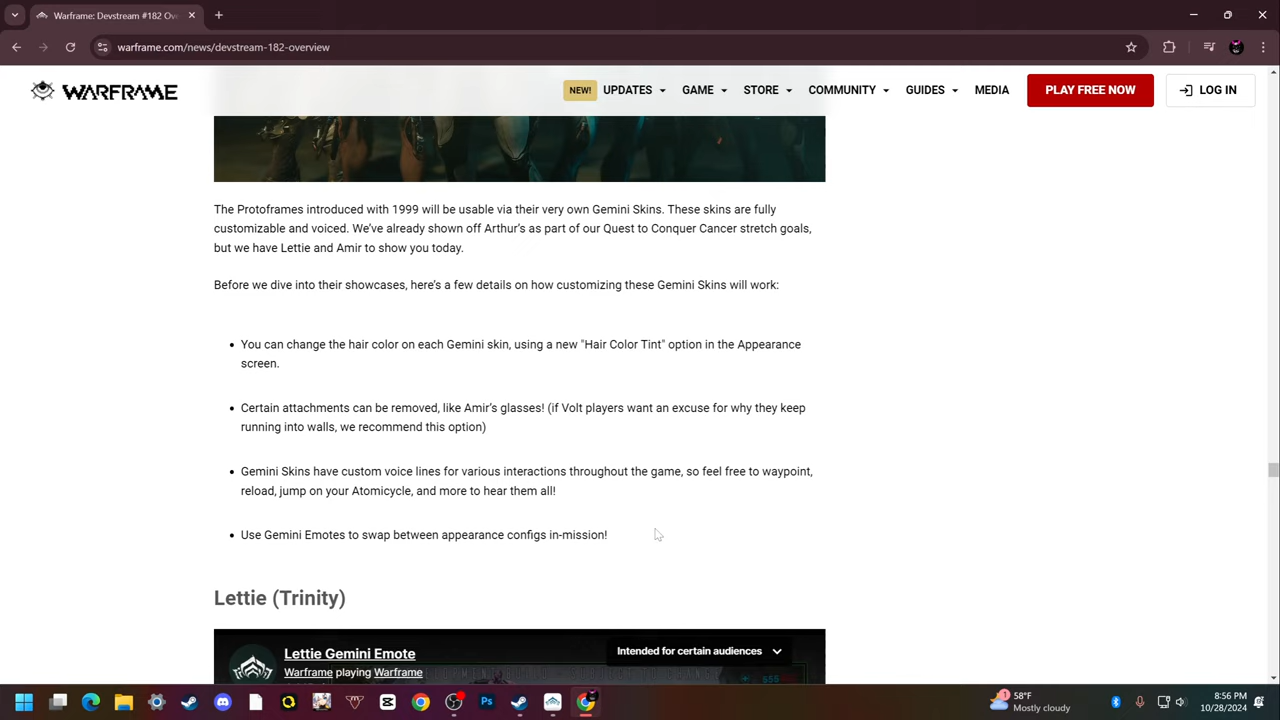 Warframe: Devstream #182 Ove
warframe.com/news/devstream-182-overview
WARFRAME
NEW!
UPDATES
GAME
STORE
COMMUNITY
GUIDES
MEDIA
PLAY FREE NOW
LOG IN
The Protoframes introduced with 1999 will be usable via their very own Gemini Skins. These skins are fully
customizable and voiced. We've already shown off Arthur's as part of our Quest to Conquer Cancer stretch goals,
but we have Lettie and Amir to show you today.
Before we dive into their showcases, here's a few details on how customizing these Gemini Skins will work:
• You can change the hair color on each Gemini skin, using a new "Hair Color Tint" option in the Appearance
screen.
• Certain attachments can be removed, like Amir's glasses! (if Volt players want an excuse for why they keep
running into walls, we recommend this option)
• Gemini Skins have custom voice lines for various interactions throughout the game, so feel free to waypoint,
reload, jump on your Atomicycle, and more to hear them all!
• Use Gemini Emotes to swap between appearance configs in-mission!
Lettie (Trinity)
Lettie Gemini Emote
Warframe playing Warframe
Intended for certain audiences
$55
58°F
Mostly cloudy
8:56 PM
10/28/2024